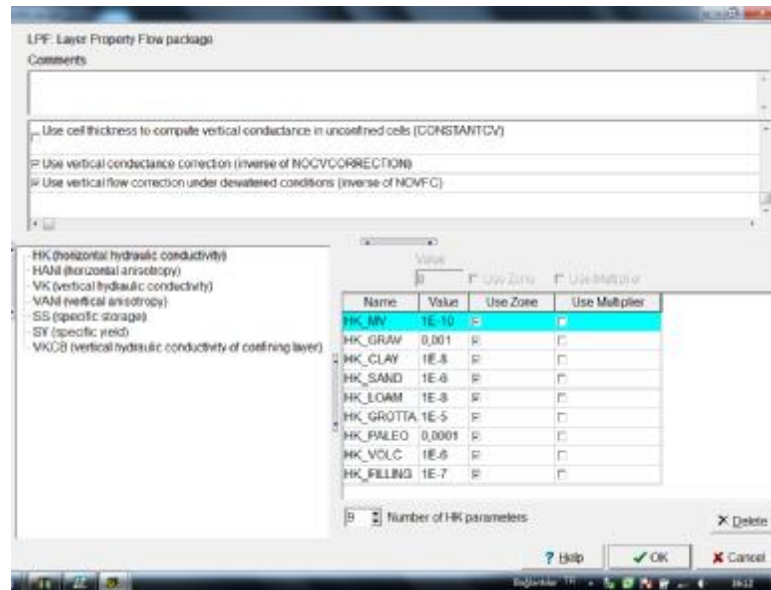 LPF: Layer Property Flow package
Comments
Use cell thickness to compute vertical conductance in unconfined cells (CONSTANTCV)
Use vertical conductance correction (inverse of NOCVCORRECTION)
Use vertical flow correction under dewatered conditions (inverse of NOVFC)
HK (horizontal hydraulic conductivity)
HANI (horizontal anisotropy)
VK (vertical hydraulic conductivity)
VANI (vertical anisotropy)
SS (specific storage)
SY (specific yield)
VKCB (vertical hydraulic conductivity of confining layer)
Value
0 Use Zone Use Multiplier
Name Value Use Zone Use Multiplier
HK_MV 1E-10
HK_GRAV 0,001
HK_CLAY 1E-8
HK_SAND 1E-6
HK_LOAM 1E-8
HK_GROTTA 1E-5
HK_PALEO 0,0001
HK_VOLC 1E-6
HK_FILLING 1E-7
9 Number of HK parameters
Delete
? Help OK Cancel
Bağlantılar TR